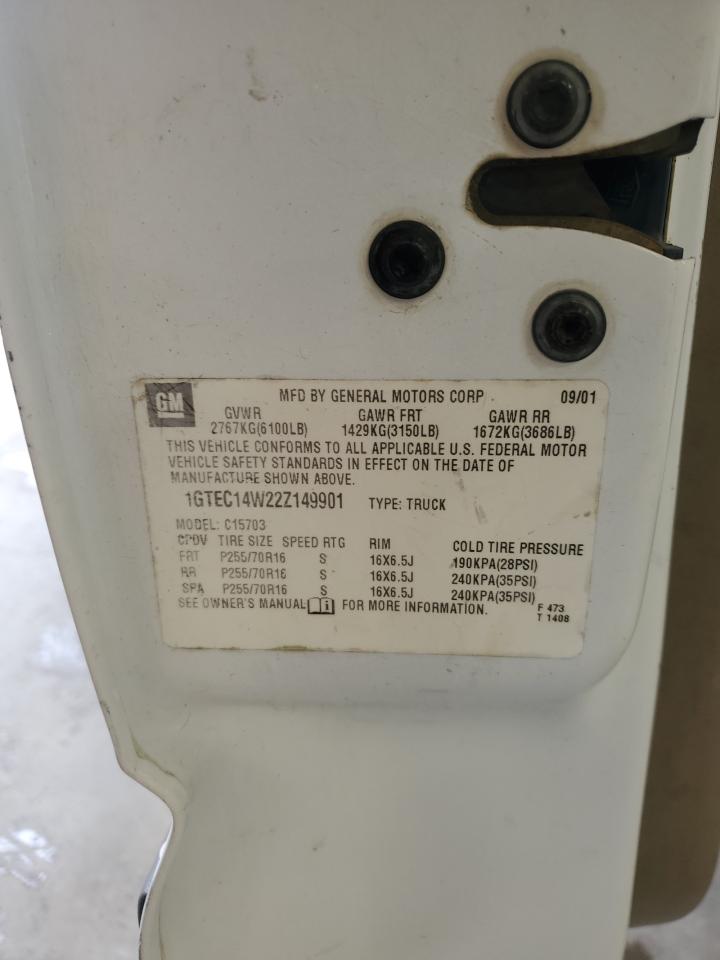 GM
MFD BY GENERAL MOTORS CORP 09/01
GVWR GAWR FRT GAWR RR
2767KG(6100LB) 1429KG(3150LB) 1672KG(3686LB)
THIS VEHICLE CONFORMS TO ALL APPLICABLE U.S. FEDERAL MOTOR
VEHICLE SAFETY STANDARDS IN EFFECT ON THE DATE OF
MANUFACTURE SHOWN ABOVE.
1GTEC14W22Z149901 TYPE: TRUCK
MODEL: C15703
TIRE SIZE SPEED RTG RIM COLD TIRE PRESSURE
FRT P255/70R16 S 16X6.5J 190KPA(28PSI)
RR P255/70R16 S 16X6.5J 240KPA(35PSI)
SPA P255/70R16 S 16X6.5J 240KPA(35PSI)
SEE OWNER'S MANUAL i FOR MORE INFORMATION.
F 473
T 1408